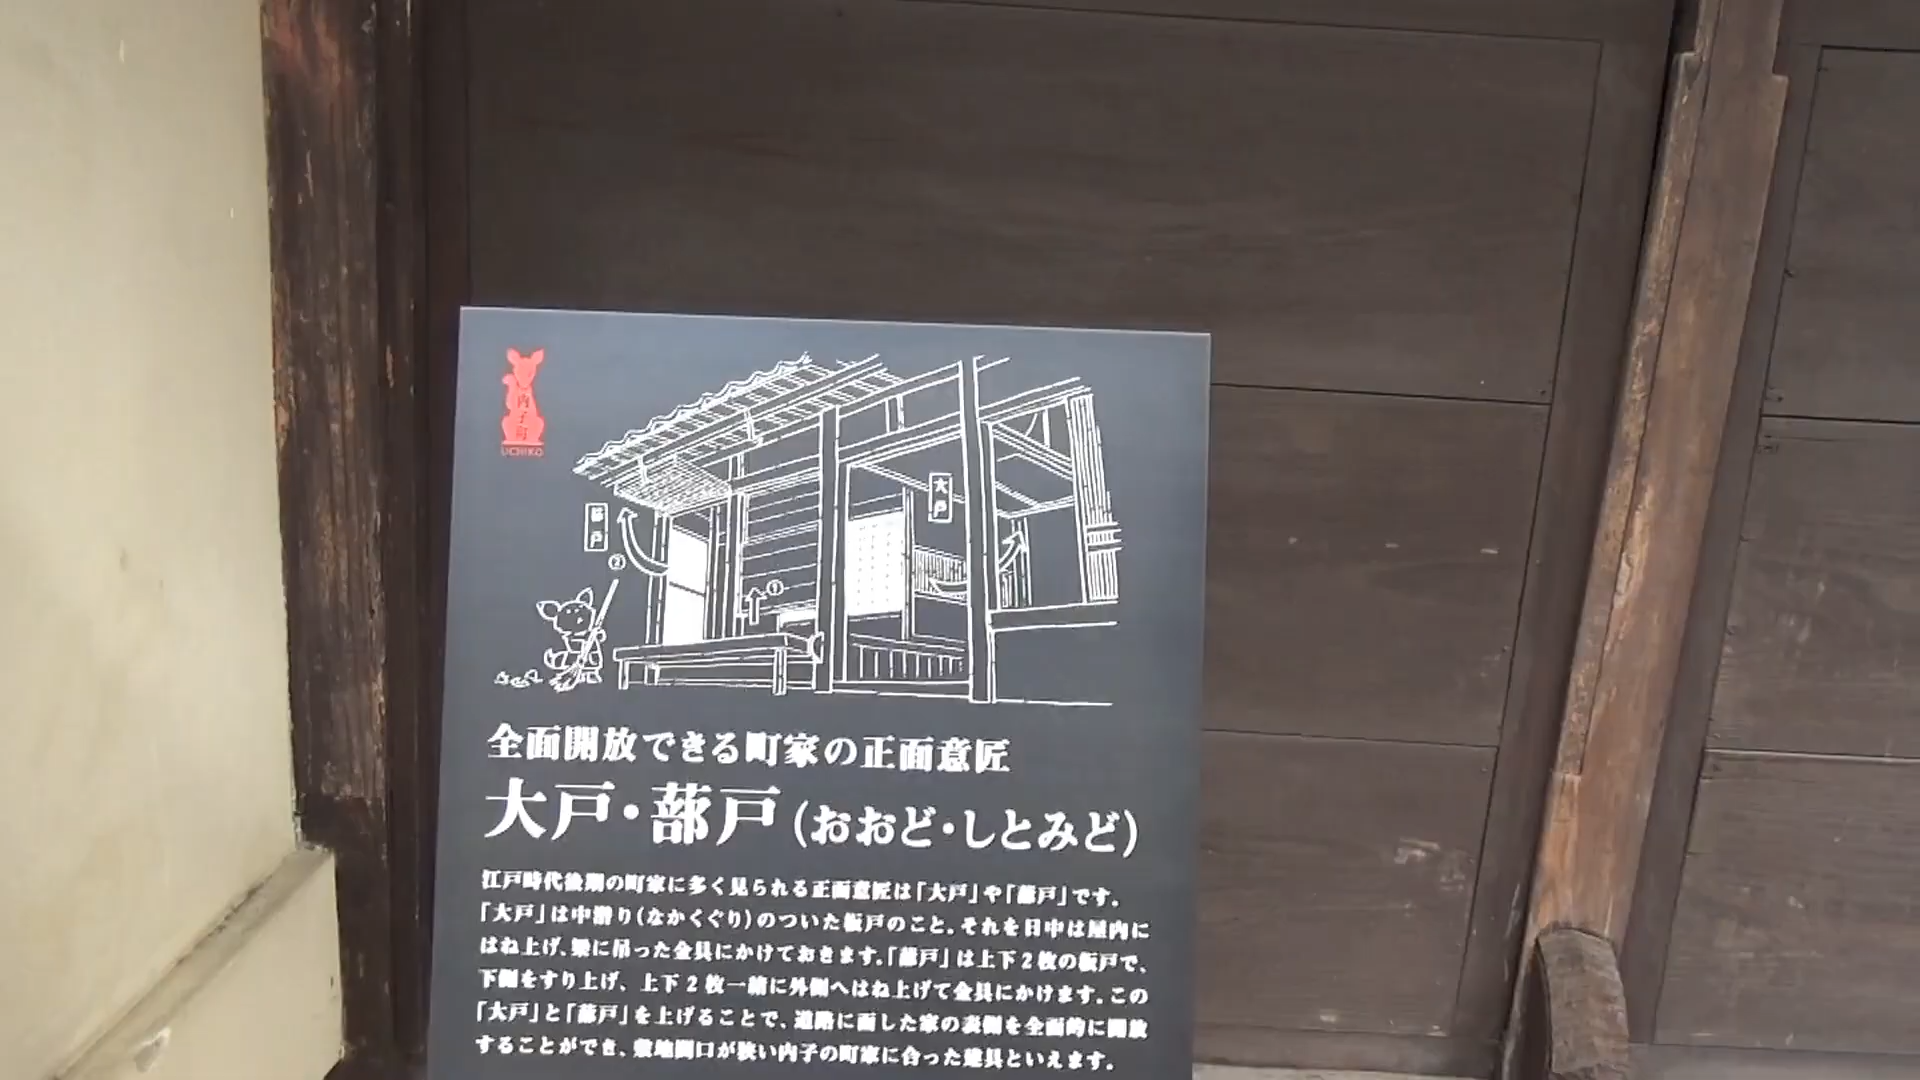 内子町
UCHIKO
大戸
蔀戸
②
①
全面開放できる町家の正面意匠
大戸・蔀戸(おおど・しとみど)
江戸時代後期の町家に多く見られる正面意匠は「大戸」や「蔀戸」です。
「大戸」は中潜り(なかくぐり)のついた板戸のこと。それを日中は屋内に
はね上げ、梁に吊った金具にかけておきます。「蔀戸」は上下2枚の板戸で、
下側をすり上げ、上下2枚一緒に外側へはね上げて金具にかけます。この
「大戸」と「蔀戸」を上げることで、道路に面した家の表側を全面的に開放
することができ、敷地間口が狭い内子の町家に合った建具といえます。